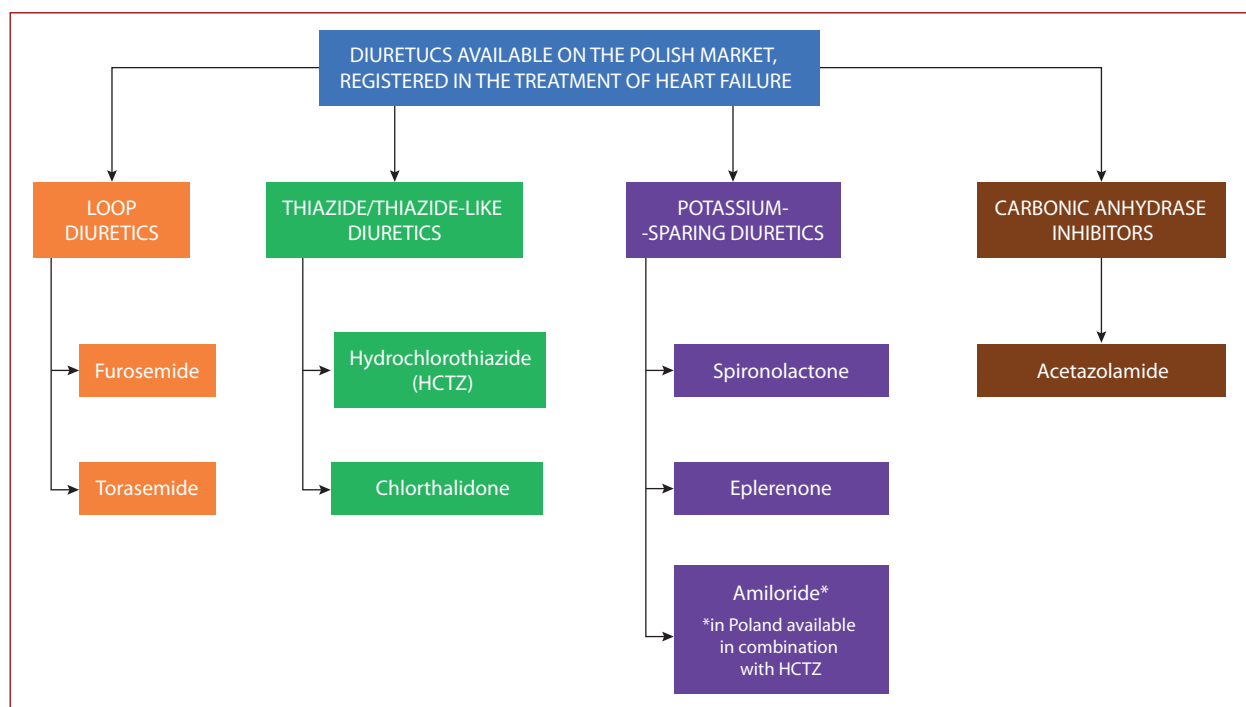 DIURETUCS AVAILABLE ON THE POLISH MARKET,
REGISTERED IN THE TREATMENT OF HEART FAILURE
LOOP
DIURETICS
THIAZIDE/THIAZIDE-LIKE
DIURETICS
POTASSIUM-
-SPARING DIURETICS
CARBONIC ANHYDRASE
INHIBITORS
Furosemide
Hydrochlorothiazide
(HCTZ)
Spironolactone
Acetazolamide
Torasemide
Chlorthalidone
Eplerenone
Amiloride*
*in Poland available
in combination
with HCTZ